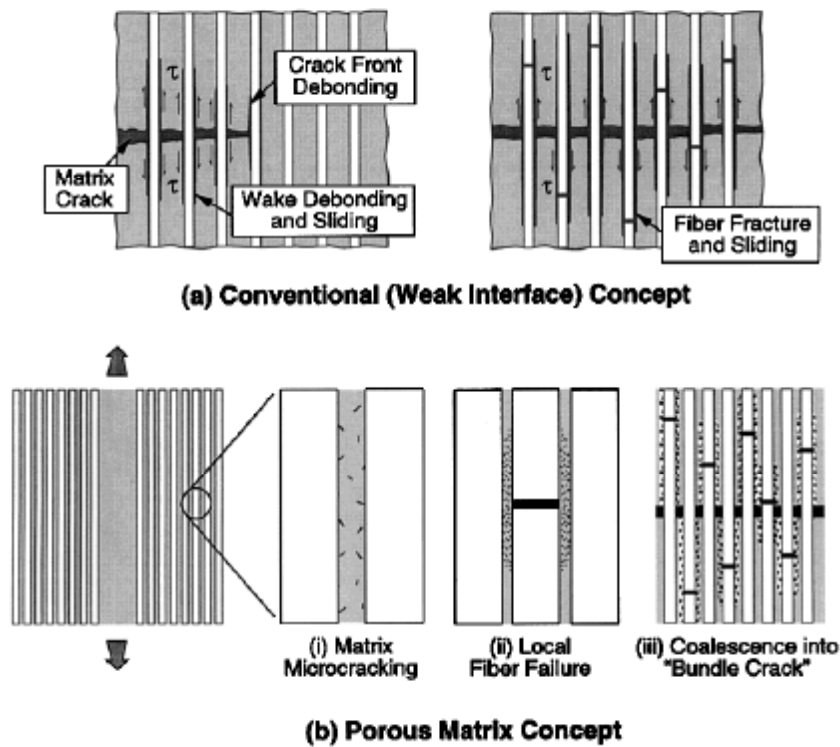 τ
Crack Front
Debonding
Matrix
Crack
τ
Wake Debonding
and Sliding
τ
τ
Fiber Fracture
and Sliding
(a) Conventional (Weak Interface) Concept
(i) Matrix
Microcracking
(ii) Local
Fiber Failure
(iii) Coalescence into
"Bundle Crack"
(b) Porous Matrix Concept